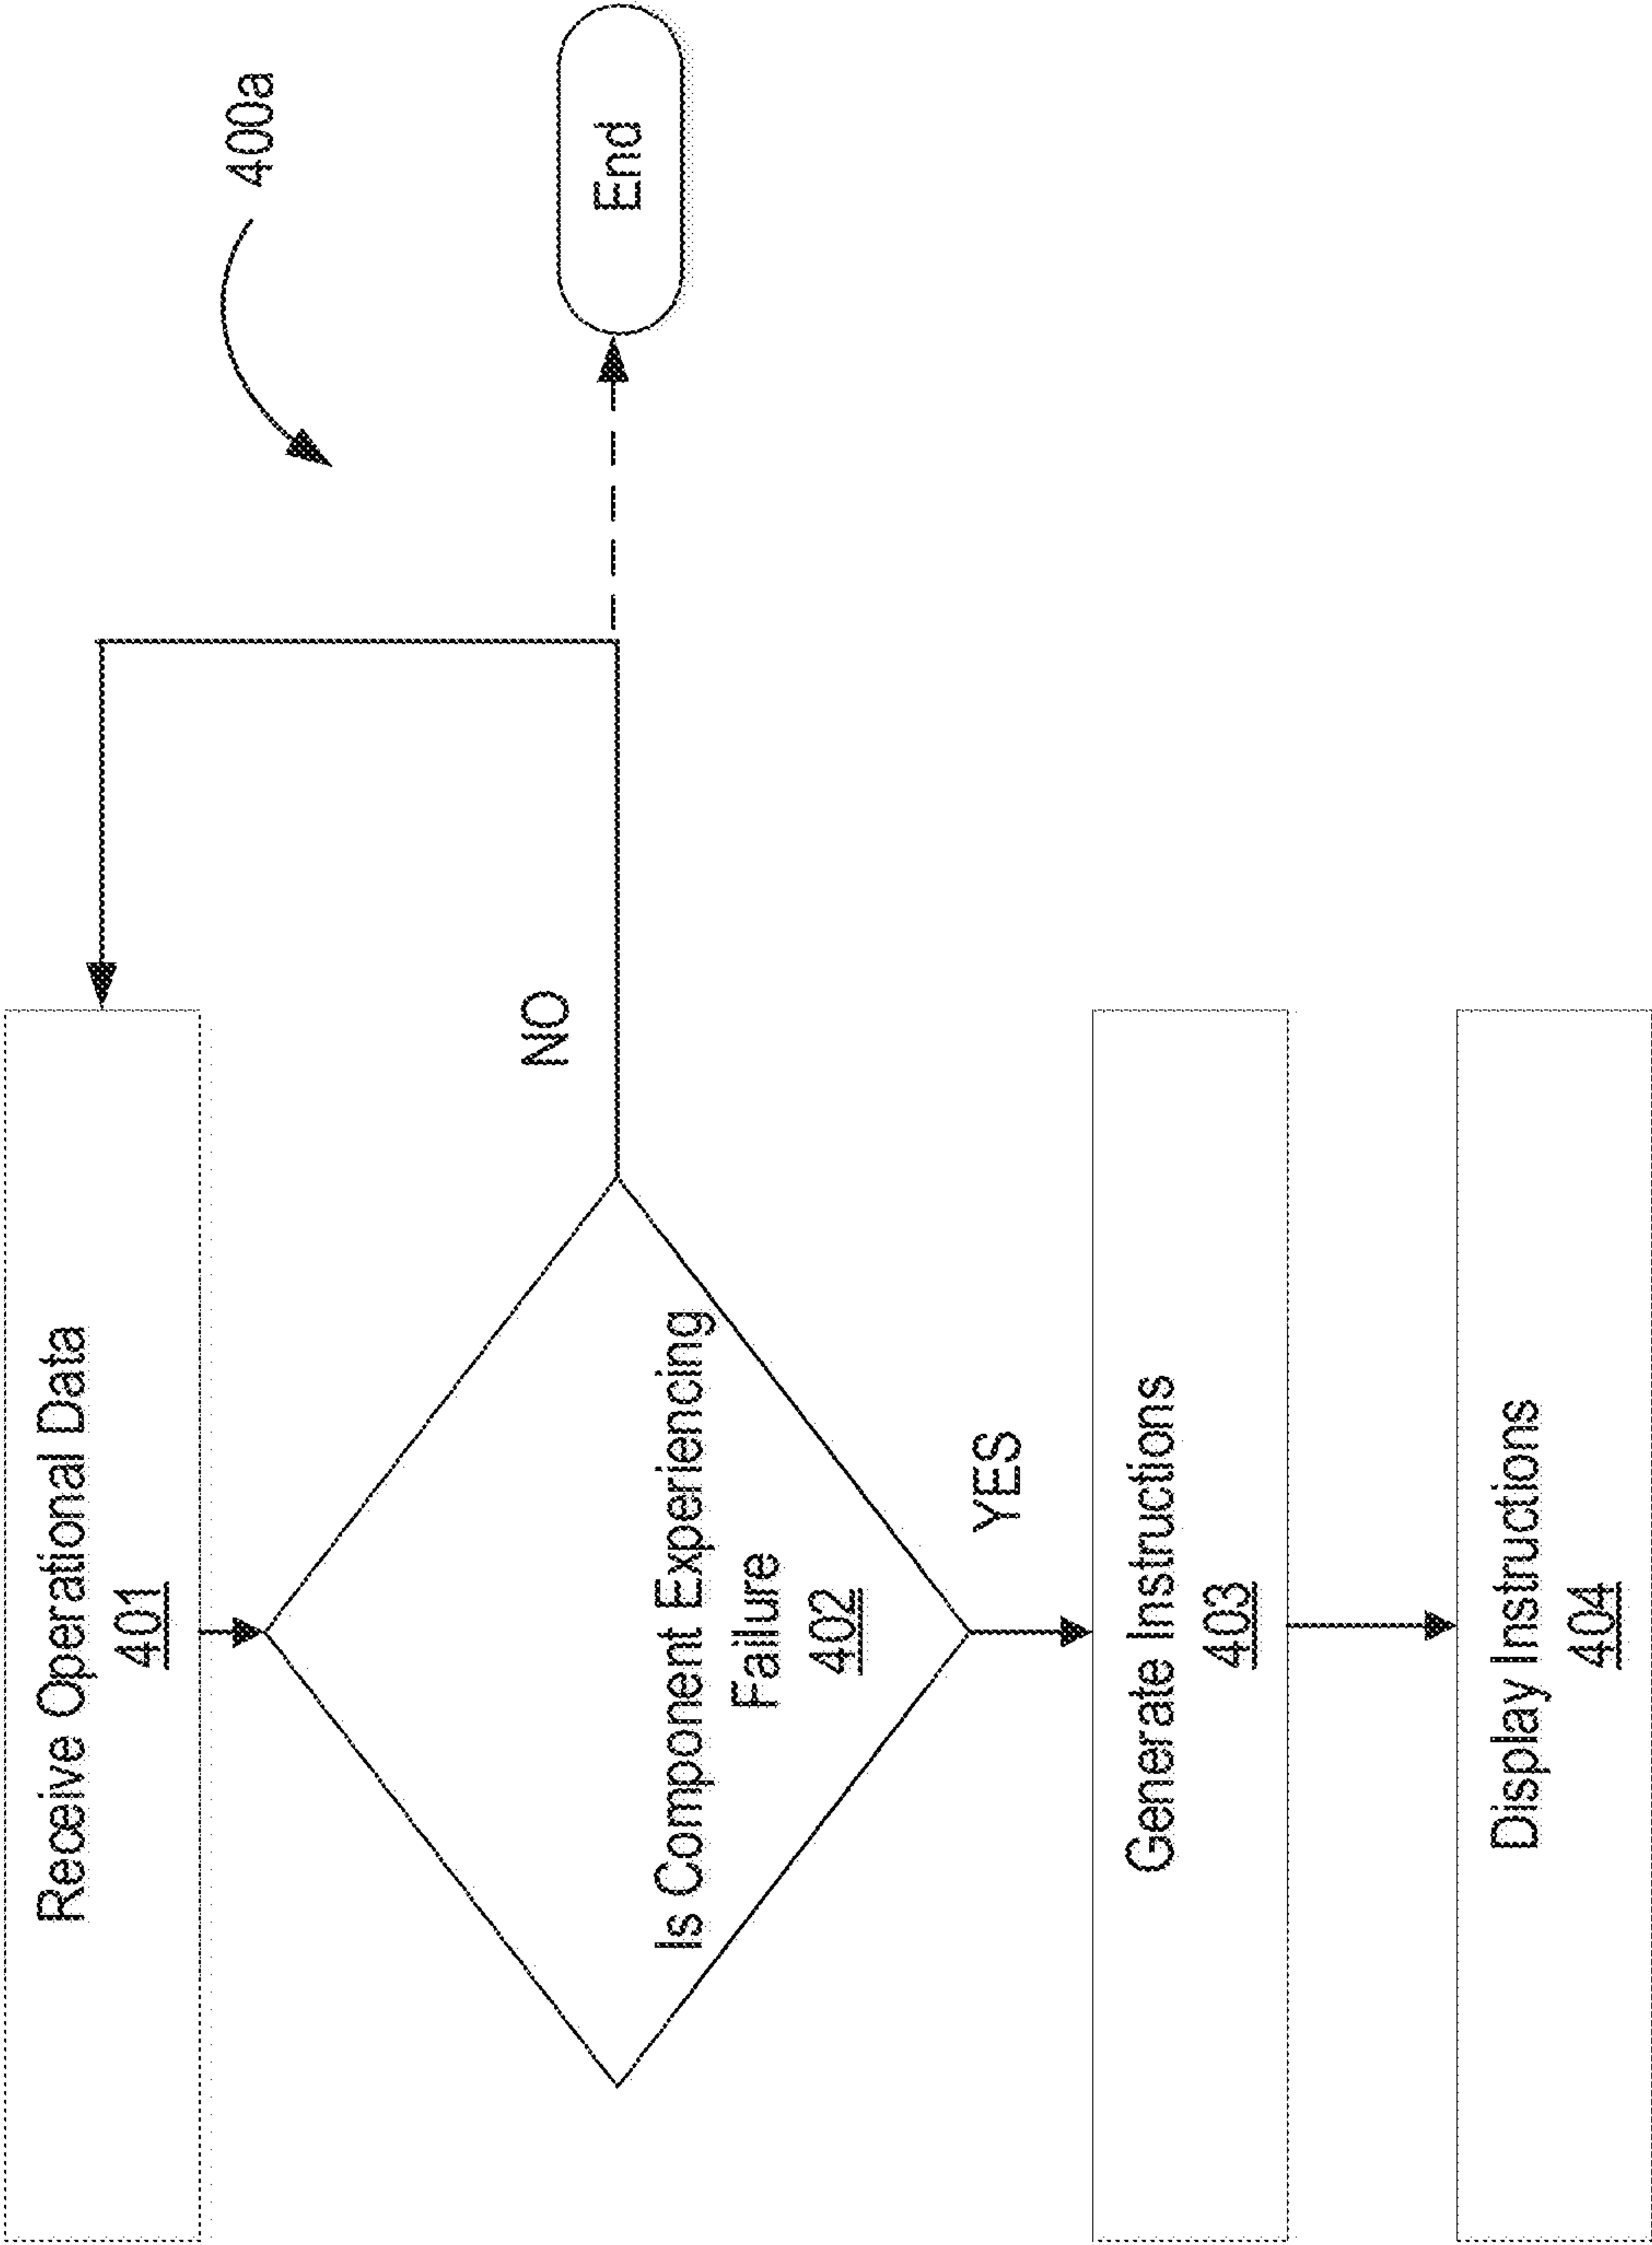 400a
Receive Operational Data
401
Is Component Experiencing
Failure
402
NO
End
YES
Generate Instructions
403
Display Instructions
404